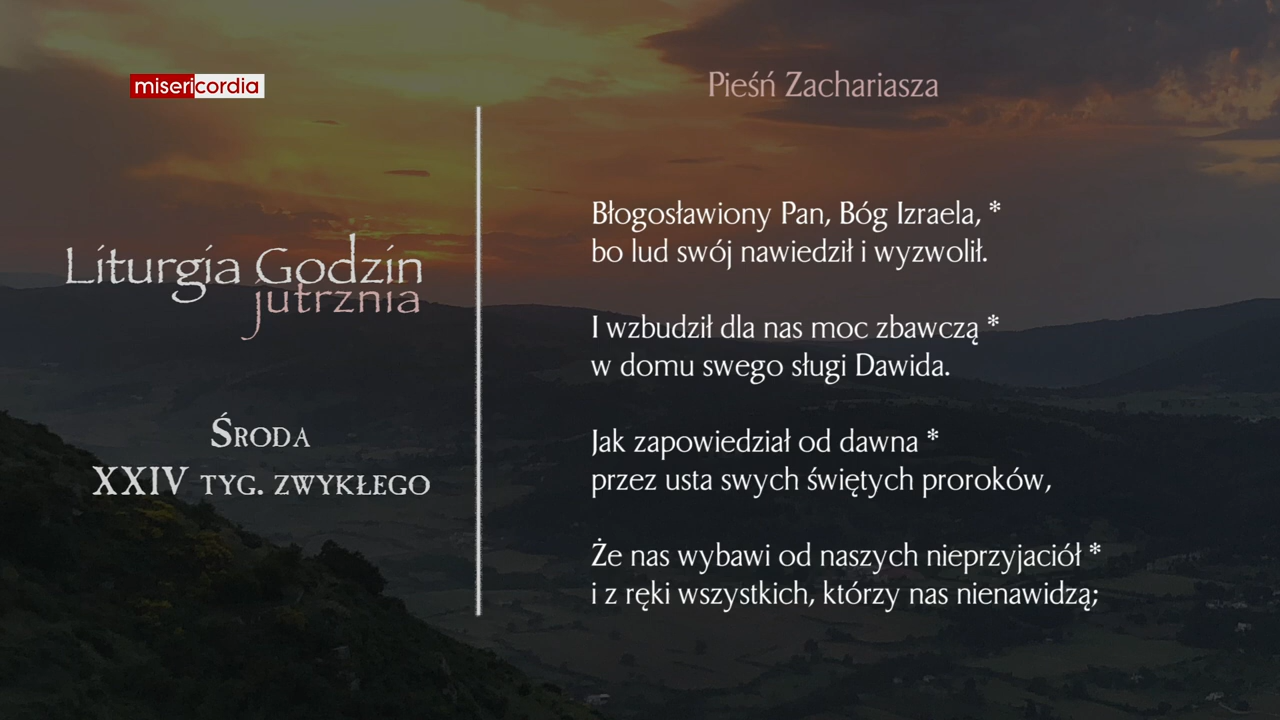 misericordia
Liturgia Godzin
jutrznia
Środa
XXIV tyg. zwykłego
Pieśń Zachariasza
Błogosławiony Pan, Bóg Izraela, *
bo lud swój nawiedził i wyzwolił.
I wzbudził dla nas moc zbawczą *
w domu swego sługi Dawida.
Jak zapowiedział od dawna *
przez usta swych świętych proroków,
Że nas wybawi od naszych nieprzyjaciół *
i z ręki wszystkich, którzy nas nienawidzą;